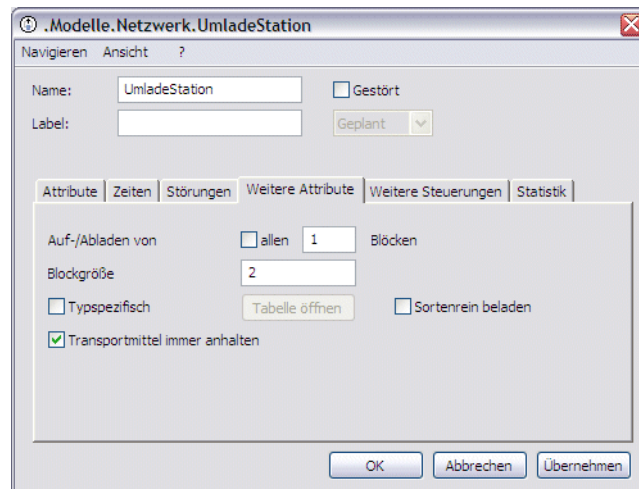 .Modelle.Netzwerk.UmladeStation
Navigieren Ansicht ?
Name: UmladeStation Gestört
Label: Geplant
Attribute Zeiten Störungen Weitere Attribute Weitere Steuerungen Statistik
Auf-/Abladen von allen 1 Blöcken
Blockgröße 2
Typspezifisch Tabelle öffnen Sortenrein beladen
Transportmittel immer anhalten
OK Abbrechen Übernehmen